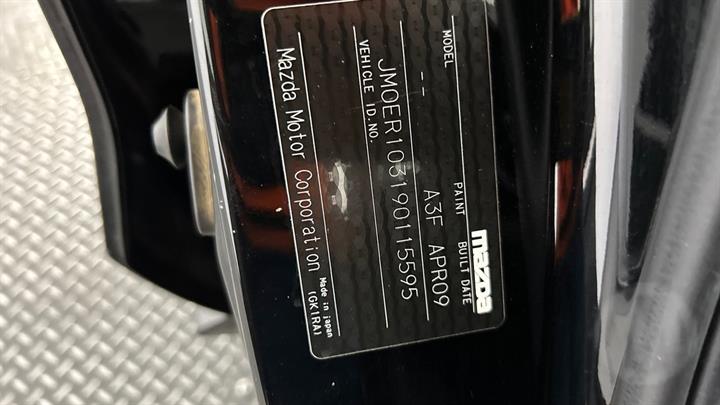 mazda
MODEL PAINT BUILT DATE
-- A3F APR09
JM0ER103190115595
VEHICLE ID.NO.
Mazda Motor Corporation Made in japan
(GK1RA)